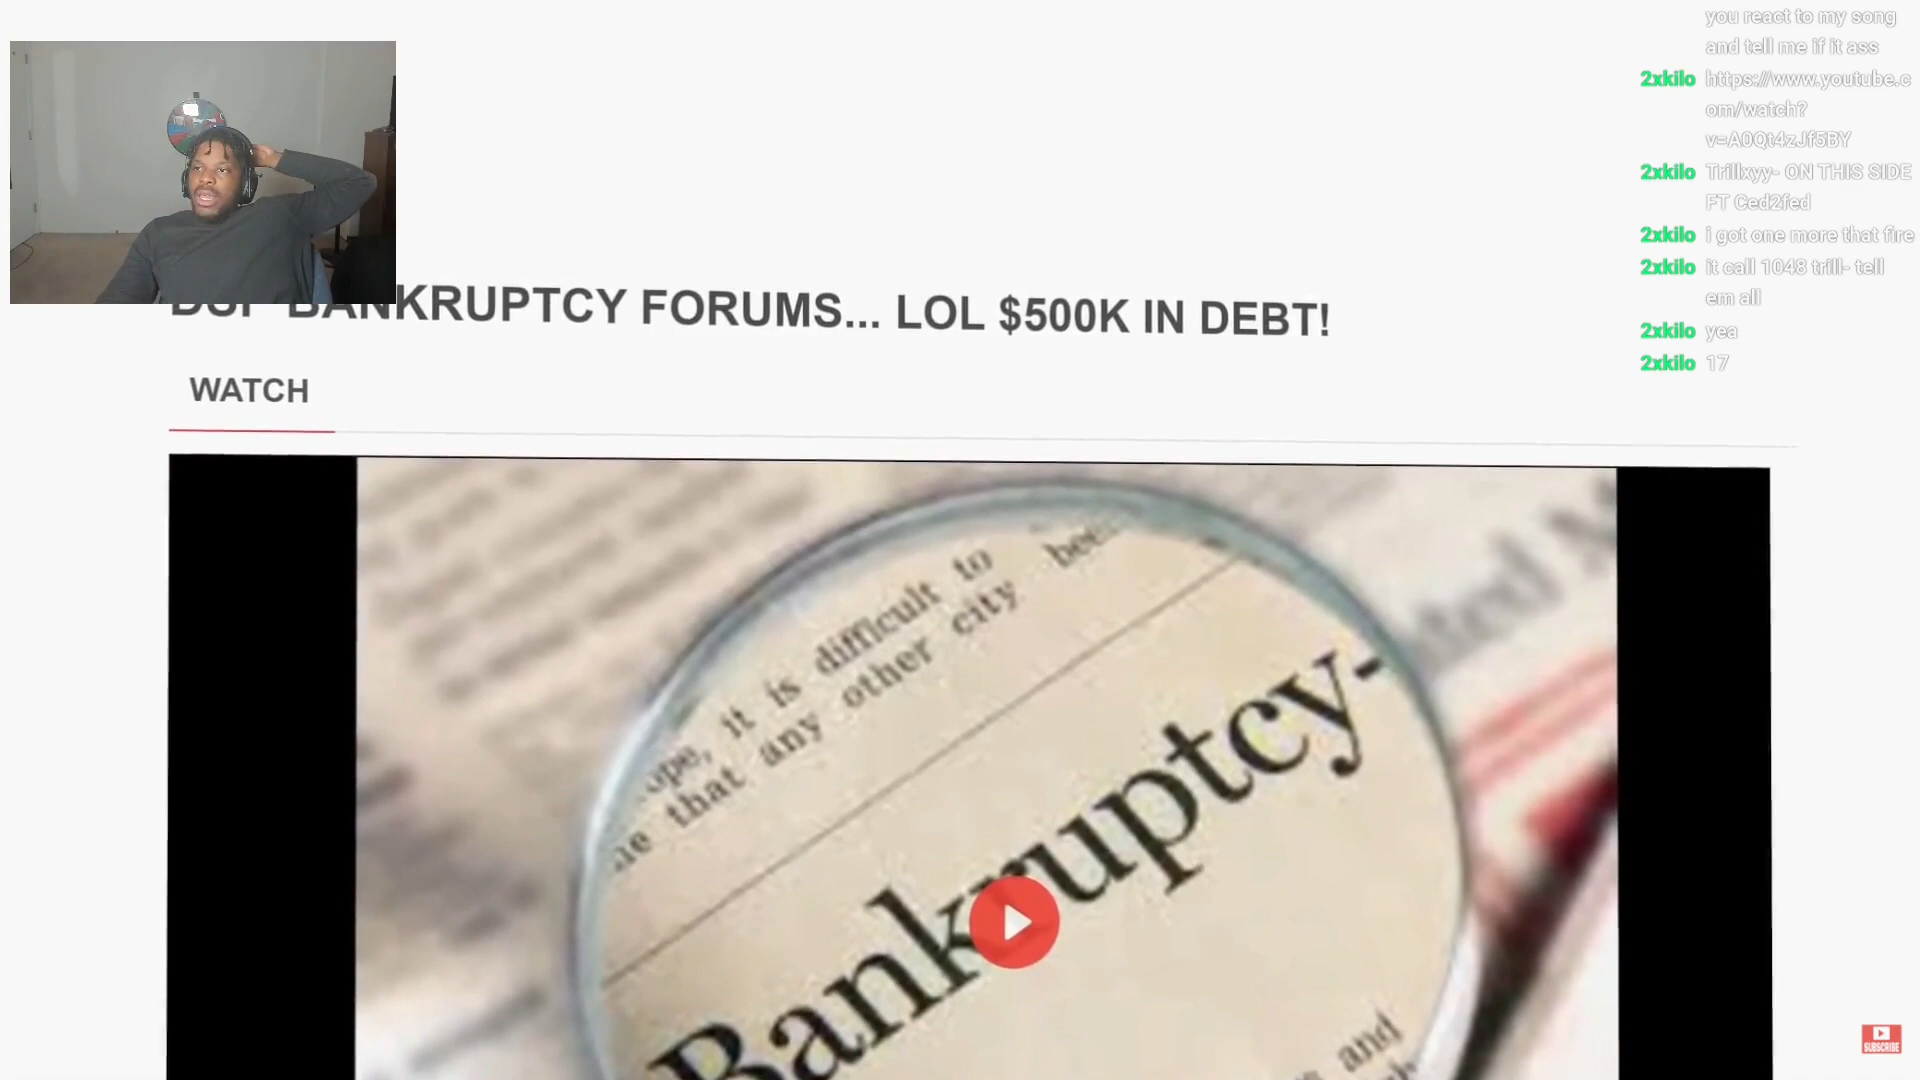 you react to my song
and tell me if it ass
2xkilo https://www.youtube.c
om/watch?
v=A0Qt4zJf5BY
2xkilo Trillxyy- ON THIS SIDE
FT Ced2fed
2xkilo i got one more that fire
2xkilo it call 1048 trill- tell
em all
2xkilo yea
2xkilo 17
DSP BANKRUPTCY FORUMS... LOL $500K IN DEBT!
WATCH
it is difficult to
that any other city
Bankruptcy-
and
SUBSCRIBE